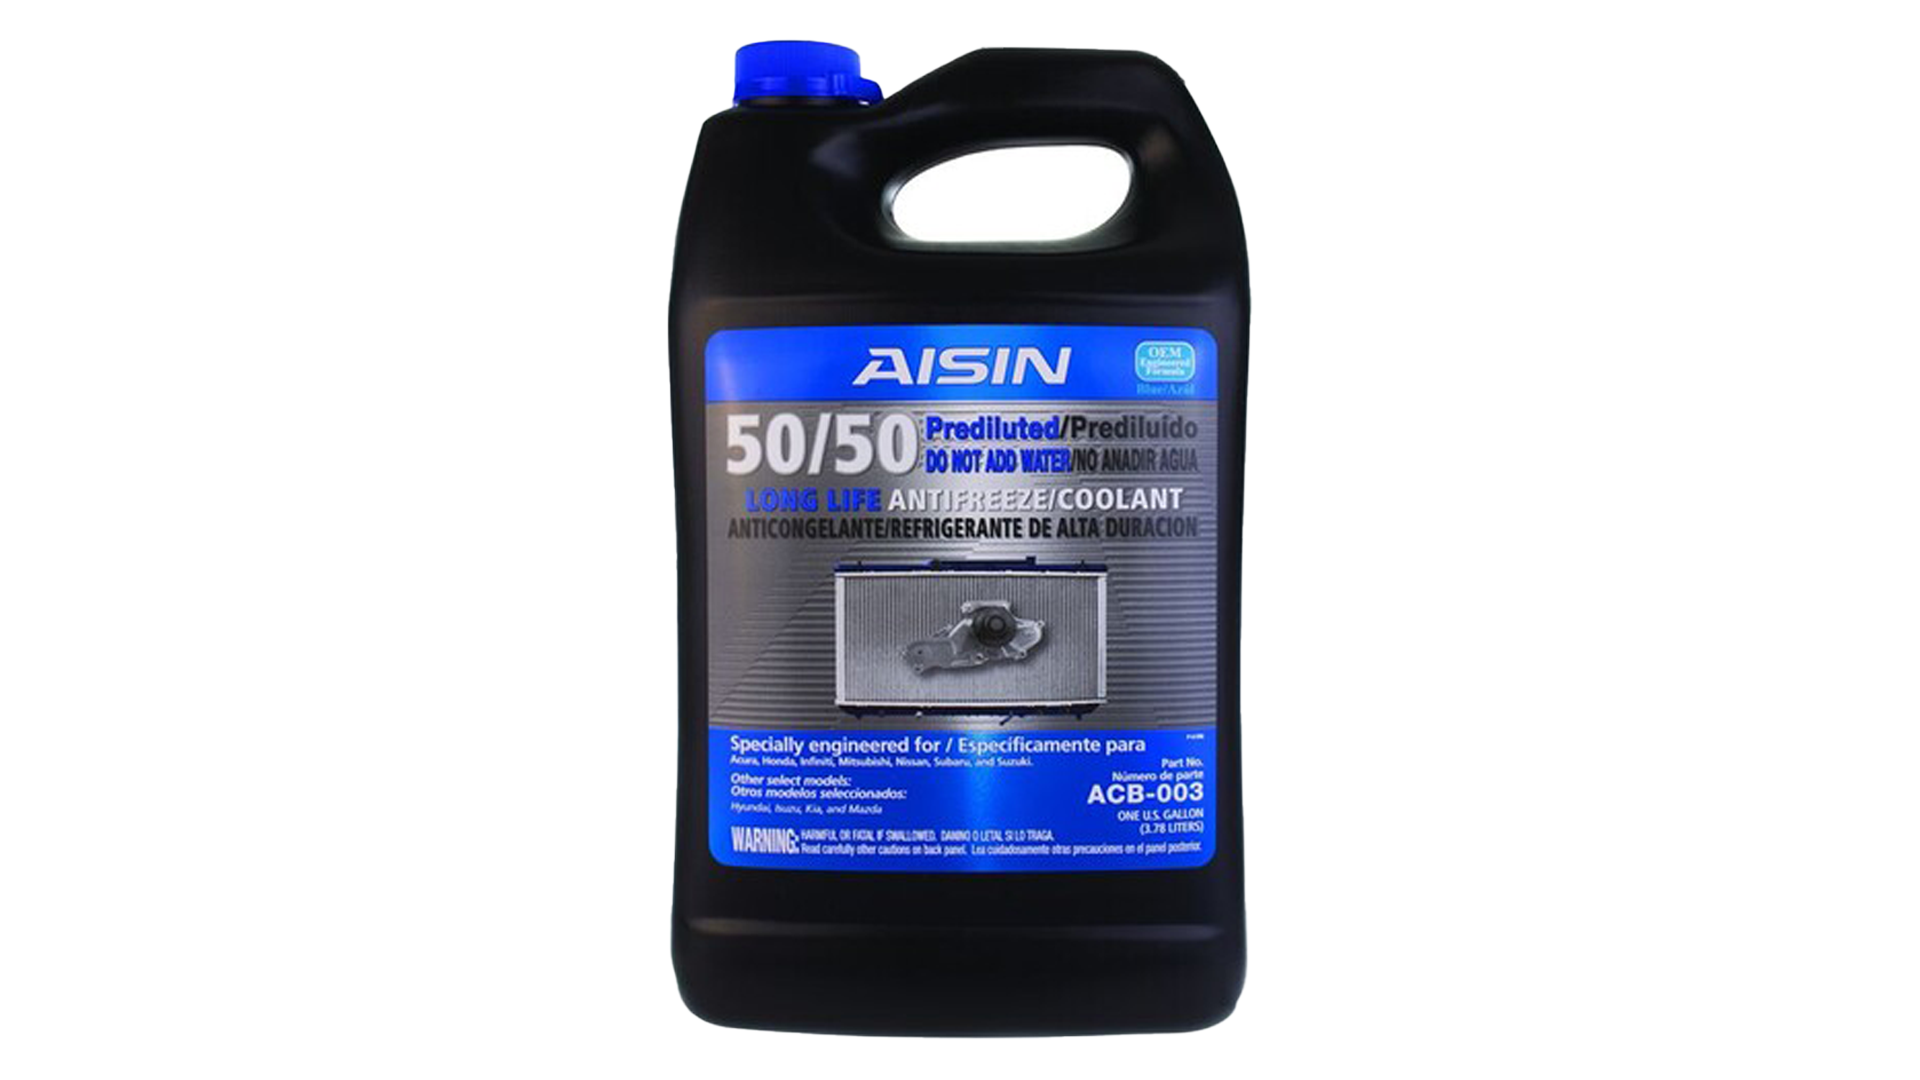 AISIN
OEM
Engineered
Formula
Blue/Azul
50/50 Prediluted/Prediluido
DO NOT ADD WATER/NO ANADIR AGUA
LONG LIFE ANTIFREEZE/COOLANT
ANTICONGELANTE/REFRIGERANTE DE ALTA DURACION
Specially engineered for / Específicamente para
Acura, Honda, Infiniti, Mitsubishi, Nissan, Subaru, and Suzuki.
Other select models:
Otros modelos seleccionados:
Hyundai, Isuzu, Kia, and Mazda
Part No.
Número de parte
ACB-003
ONE U.S. GALLON
(3.78 LITERS)
WARNING: HARMFUL OR FATAL IF SWALLOWED. DANINO O LETAL SI LO TRAGA.
Read carefully other cautions on back panel. Lea cuidadosamente otras precauciones en el panel posterior.